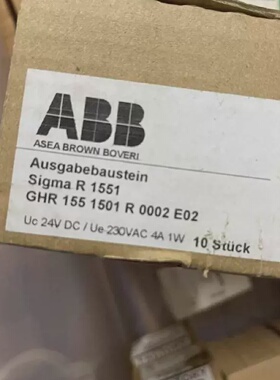 ABB
ASEA BROWN BOVERI
Ausgabebaustein
Sigma R 1551
GHR 155 1501 R 0002 E02
Uc 24V DC / Ue 230VAC 4A 1W 10 Stück